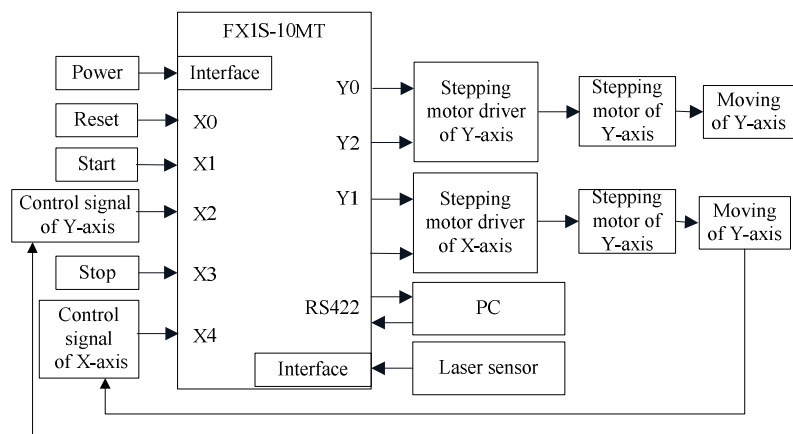 FX1S-10MT
Power
Interface
Reset
X0
Start
X1
Control signal
of Y-axis
X2
Stop
X3
Control
signal
of X-axis
X4
Y0
Y2
Y1
RS422
Interface
Stepping
motor driver
of Y-axis
Stepping
motor of
Y-axis
Moving
of Y-axis
Stepping
motor driver
of X-axis
Stepping
motor of
Y-axis
Moving
of Y-axis
PC
Laser sensor